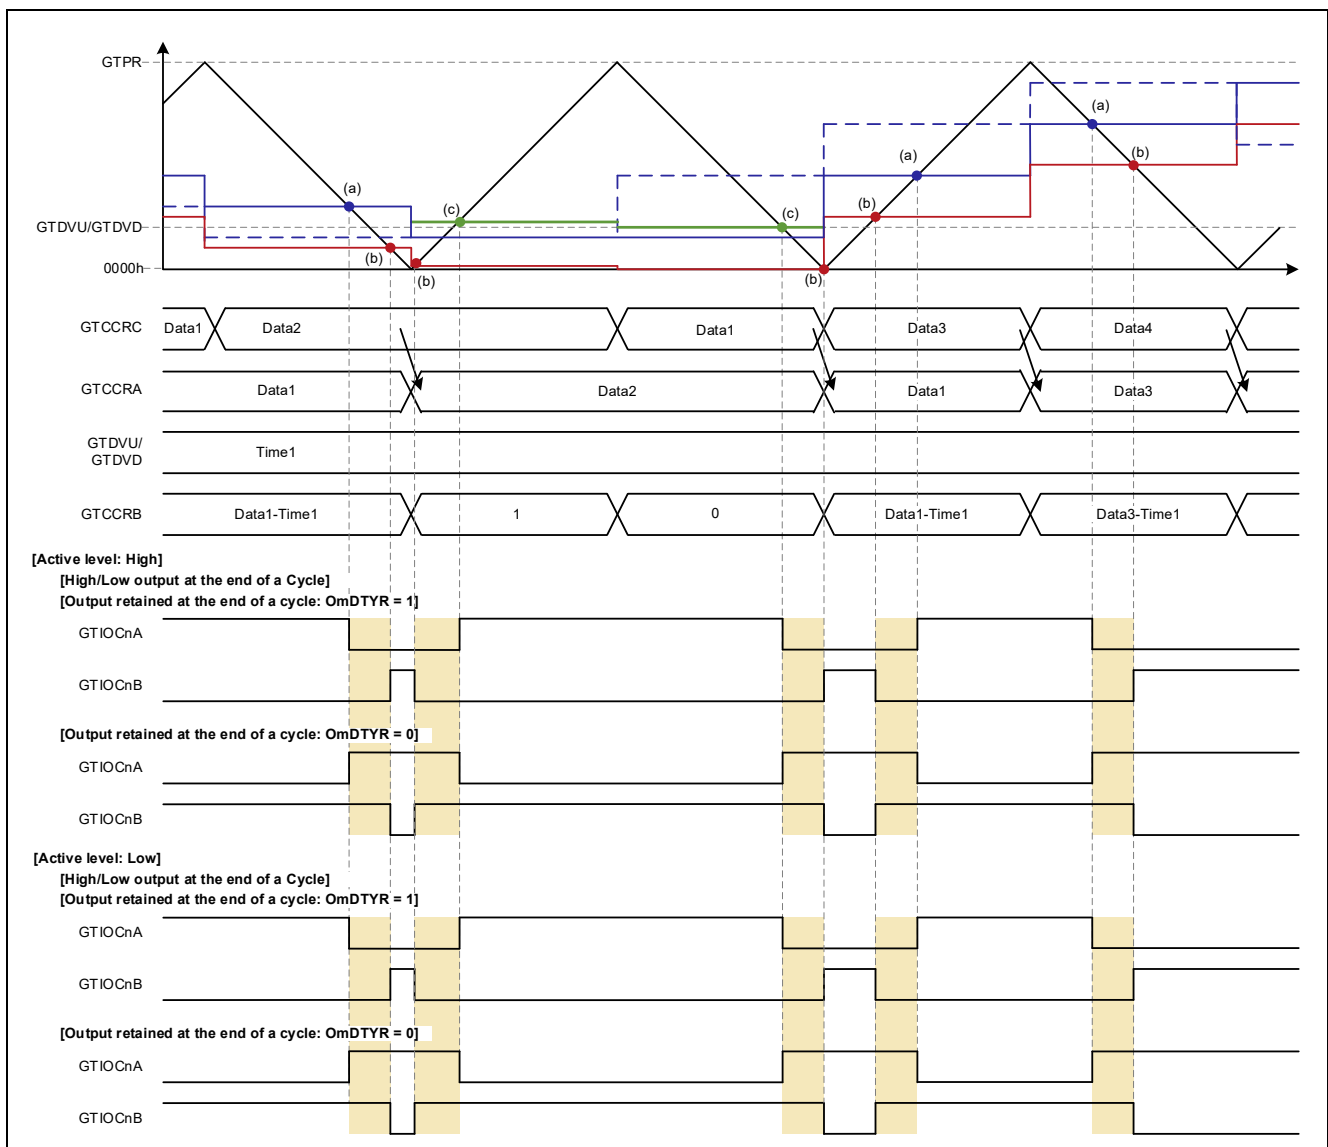 GTPR
(a)
(a)
(a)
(b)
(c)
(b)
(c)
GTDVU/GTDVD
(b)
0000h
(b)
(b)
GTCCRC
Data1
Data2
Data1
Data3
Data4
GTCCRA
Data1
Data2
Data1
Data3
GTDVU/
GTDVD
Time1
GTCCRB
Data1-Time1
1
0
Data1-Time1
Data3-Time1
[Active level: High]
[High/Low output at the end of a Cycle]
[Output retained at the end of a cycle: OmDTYR = 1]
GTIOCnA
GTIOCnB
[Output retained at the end of a cycle: OmDTYR = 0]
GTIOCnA
GTIOCnB
[Active level: Low]
[High/Low output at the end of a Cycle]
[Output retained at the end of a cycle: OmDTYR = 1]
GTIOCnA
GTIOCnB
[Output retained at the end of a cycle: OmDTYR = 0]
GTIOCnA
GTIOCnB